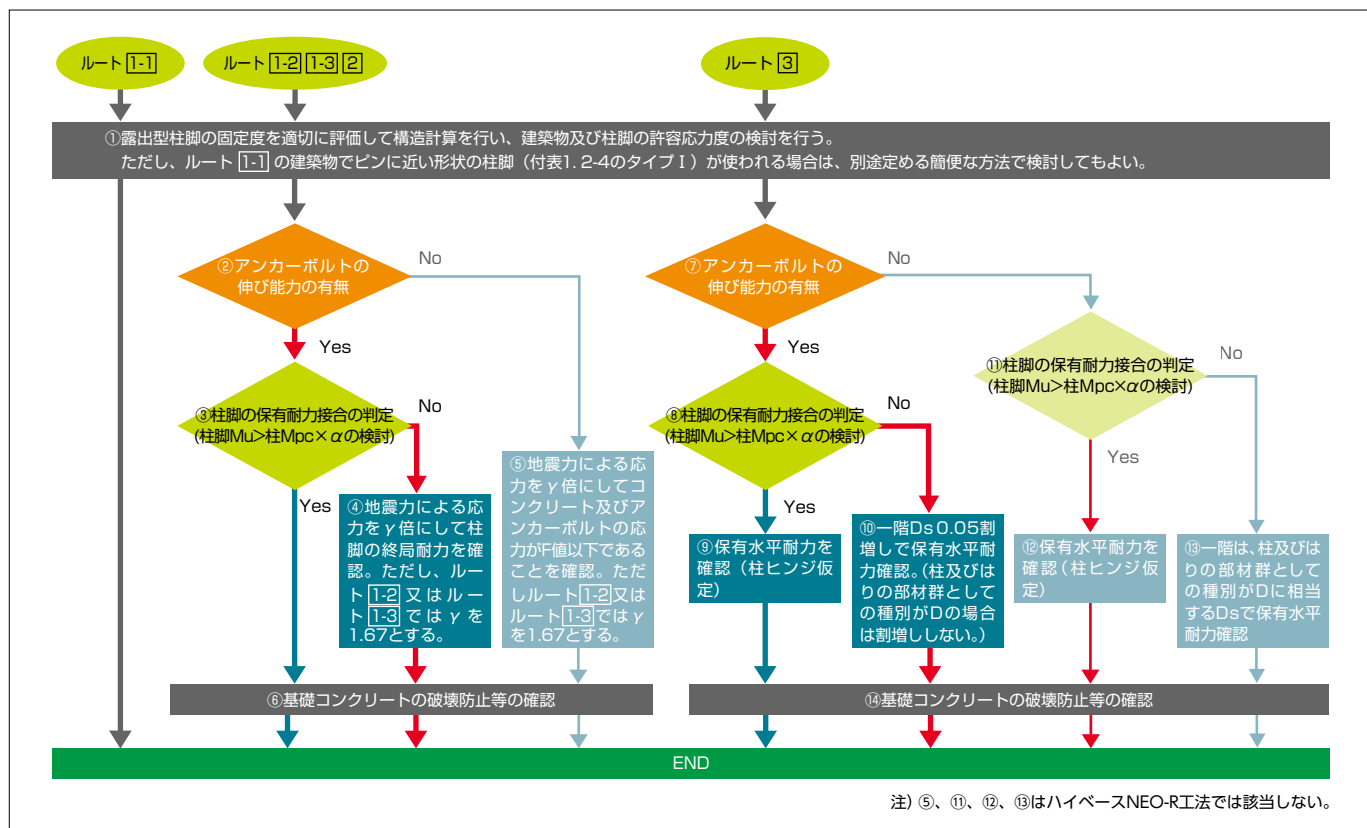 ルート 1-1
ルート 1-2 1-3 2
ルート 3
①露出型柱脚の固定度を適切に評価して構造計算を行い、建築物及び柱脚の許容応力度の検討を行う。
ただし、ルート 1-1 の建築物でピンに近い形状の柱脚（付表1. 2-4のタイプⅠ）が使われる場合は、別途定める簡便な方法で検討してもよい。
②アンカーボルトの
伸び能力の有無
No
Yes
③柱脚の保有耐力接合の判定
(柱脚Mu>柱Mpc×αの検討)
No
Yes
④地震力による応
力をγ倍にして柱
脚の終局耐力を確
認。ただし、ルー
ト 1-2 又はルー
ト 1-3 ではγを
1.67とする。
⑤地震力による応
力をγ倍にしてコ
ンクリート及びア
ンカーボルトの応
力がF値以下である
ことを確認。ただ
しルート 1-2 又は
ルート 1-3 ではγ
を1.67とする。
⑥基礎コンクリートの破壊防止等の確認
⑦アンカーボルトの
伸び能力の有無
No
Yes
⑧柱脚の保有耐力接合の判定
(柱脚Mu>柱Mpc×αの検討)
No
Yes
⑨保有水平耐力を
確認（柱ヒンジ仮
定）
⑩一階Ds 0.05割
増しで保有水平耐
力確認。(柱及びは
りの部材群として
の種別がDの場合
は割増ししない。）
⑪柱脚の保有耐力接合の判定
(柱脚Mu>柱Mpc×αの検討)
No
Yes
⑫保有水平耐力を
確認（柱ヒンジ仮
定）
⑬一階は、柱及びは
りの部材群として
の種別がDに相当
するDsで保有水平
耐力確認
⑭基礎コンクリートの破壊防止等の確認
END
注）⑤、⑪、⑫、⑬はハイベースNEO-R工法では該当しない。